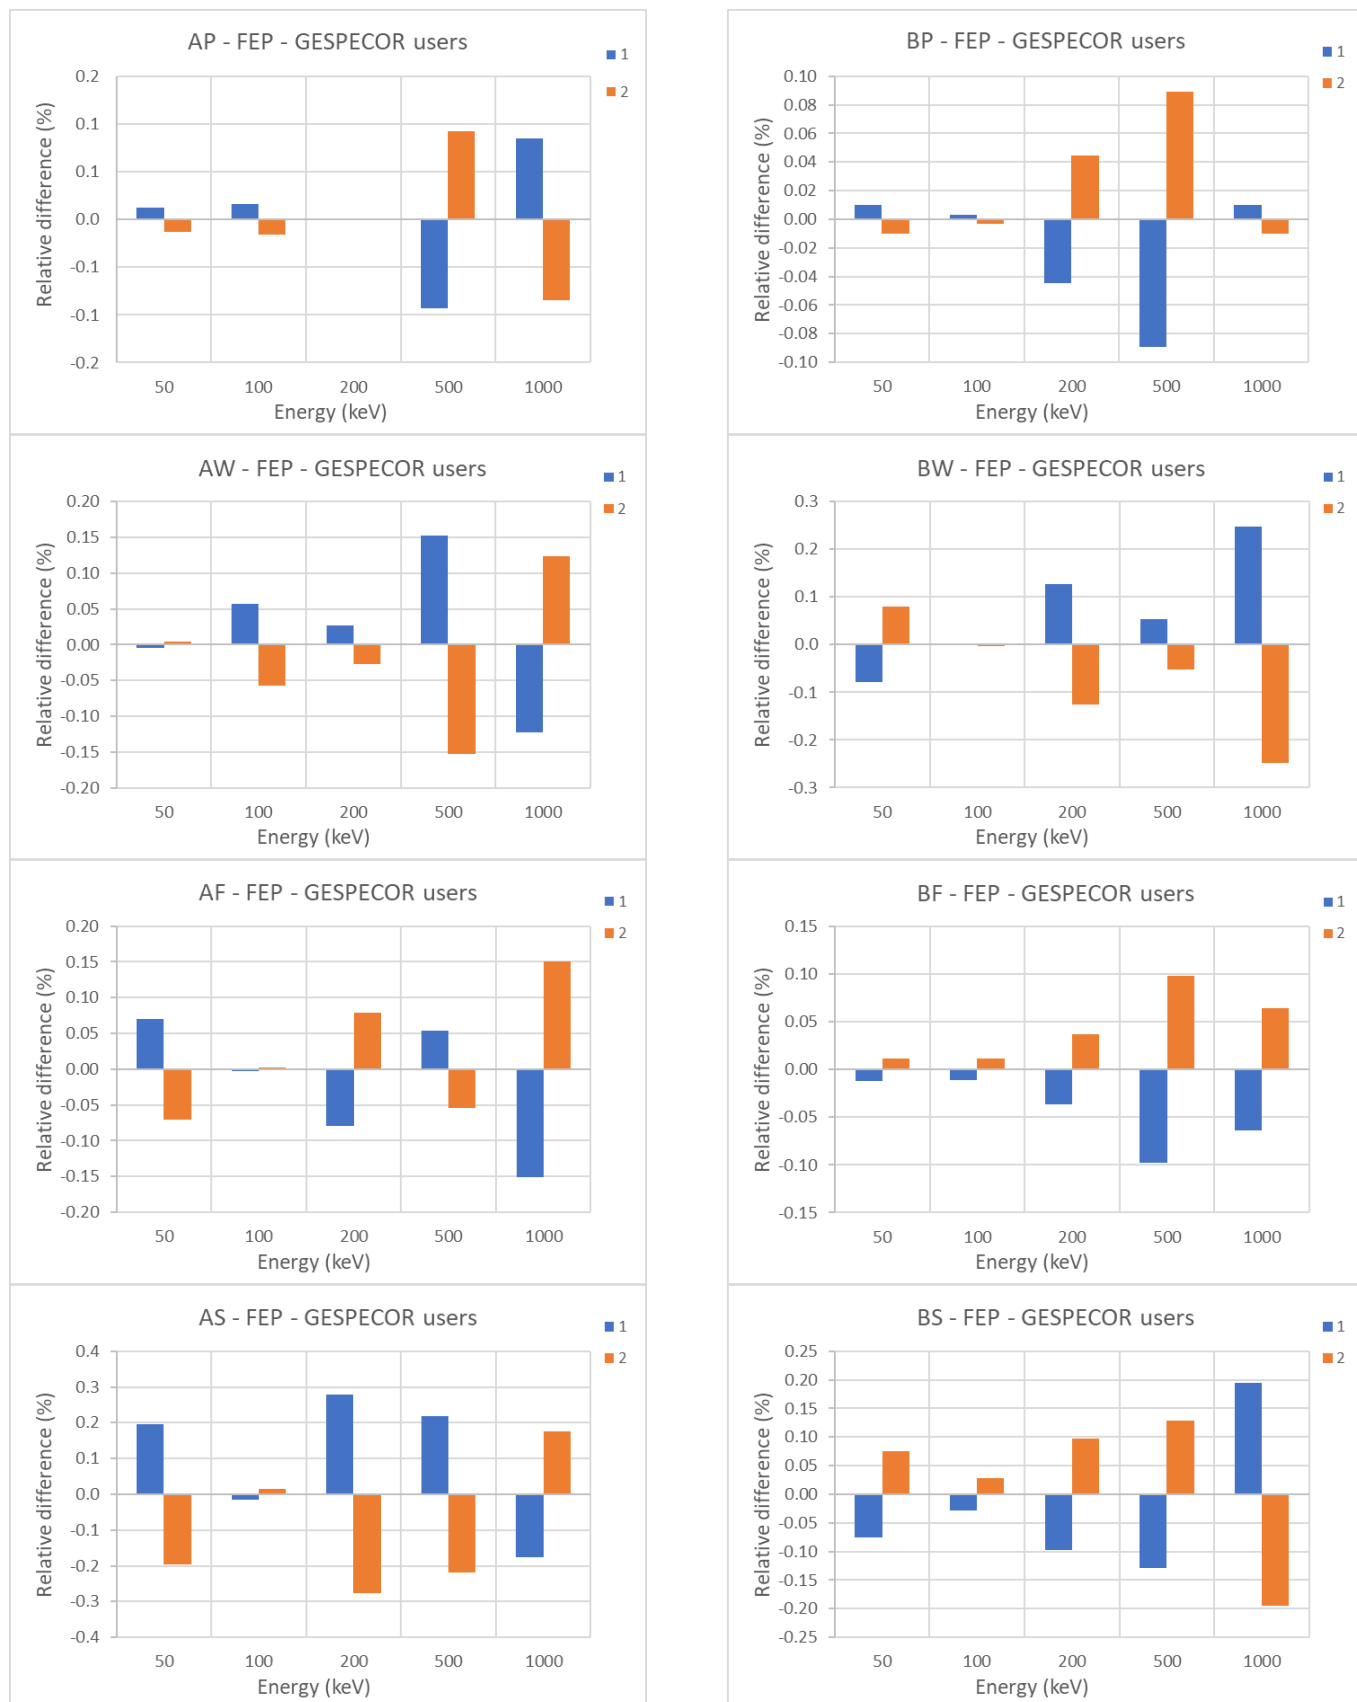 AP - FEP - GESPECOR users
1
2
Relative difference (%)
0.2
0.1
0.1
0.0
-0.1
-0.1
-0.2
50 100 200 500 1000
Energy (keV)
BP - FEP - GESPECOR users
1
2
Relative difference (%)
0.10
0.08
0.06
0.04
0.02
0.00
-0.02
-0.04
-0.06
-0.08
-0.10
50 100 200 500 1000
Energy (keV)
AW - FEP - GESPECOR users
1
2
Relative difference (%)
0.20
0.15
0.10
0.05
0.00
-0.05
-0.10
-0.15
-0.20
50 100 200 500 1000
Energy (keV)
BW - FEP - GESPECOR users
1
2
Relative difference (%)
0.3
0.2
0.1
0.0
-0.1
-0.2
-0.3
50 100 200 500 1000
Energy (keV)
AF - FEP - GESPECOR users
1
2
Relative difference (%)
0.20
0.15
0.10
0.05
0.00
-0.05
-0.10
-0.15
-0.20
50 100 200 500 1000
Energy (keV)
BF - FEP - GESPECOR users
1
2
Relative difference (%)
0.15
0.10
0.05
0.00
-0.05
-0.10
-0.15
50 100 200 500 1000
Energy (keV)
AS - FEP - GESPECOR users
1
2
Relative difference (%)
0.4
0.3
0.2
0.1
0.0
-0.1
-0.2
-0.3
-0.4
50 100 200 500 1000
Energy (keV)
BS - FEP - GESPECOR users
1
2
Relative difference (%)
0.25
0.20
0.15
0.10
0.05
0.00
-0.05
-0.10
-0.15
-0.20
-0.25
50 100 200 500 1000
Energy (keV)